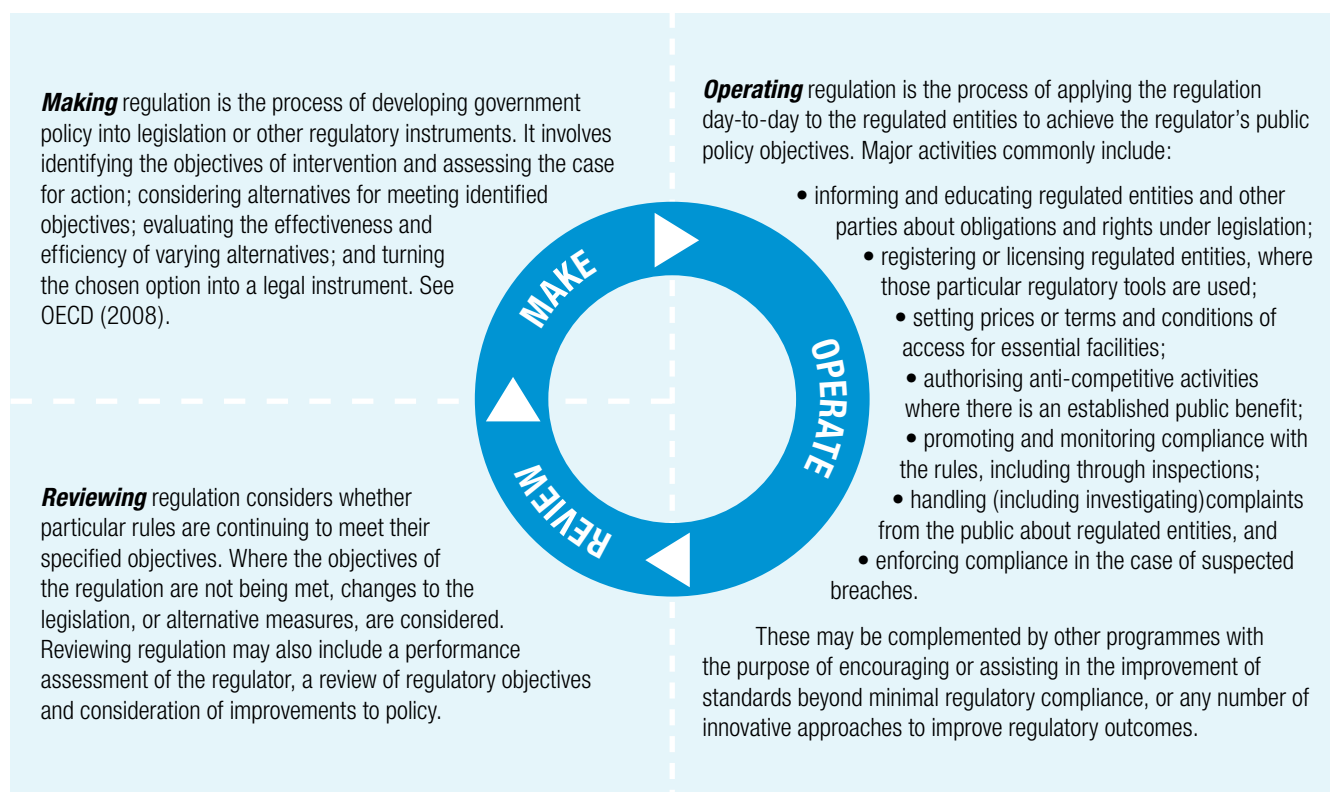 Making regulation is the process of developing government
policy into legislation or other regulatory instruments. It involves
identifying the objectives of intervention and assessing the case
for action; considering alternatives for meeting identified
objectives; evaluating the effectiveness and
efficiency of varying alternatives; and turning
the chosen option into a legal instrument. See
OECD (2008).
Operating regulation is the process of applying the regulation
day-to-day to the regulated entities to achieve the regulator's public
policy objectives. Major activities commonly include:
• informing and educating regulated entities and other
parties about obligations and rights under legislation;
• registering or licensing regulated entities, where
those particular regulatory tools are used;
• setting prices or terms and conditions of
access for essential facilities;
• authorising anti-competitive activities
where there is an established public benefit;
• promoting and monitoring compliance with
the rules, including through inspections;
• handling (including investigating)complaints
from the public about regulated entities, and
• enforcing compliance in the case of suspected
breaches.
These may be complemented by other programmes with
the purpose of encouraging or assisting in the improvement of
standards beyond minimal regulatory compliance, or any number of
innovative approaches to improve regulatory outcomes.
Reviewing regulation considers whether
particular rules are continuing to meet their
specified objectives. Where the objectives of
the regulation are not being met, changes to the
legislation, or alternative measures, are considered.
Reviewing regulation may also include a performance
assessment of the regulator, a review of regulatory objectives
and consideration of improvements to policy.
MAKE
OPERATE
REVIEW